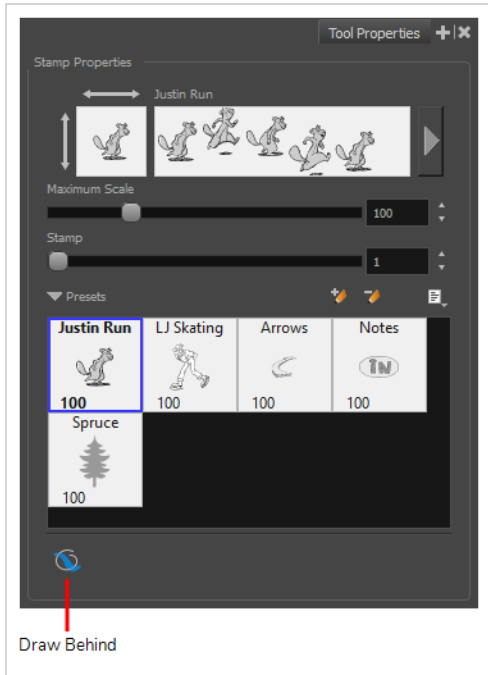 Tool Properties
Stamp Properties
Justin Run
Maximum Scale
100
Stamp
1
Presets
Justin Run LJ Skating Arrows Notes
IN
100 100 100 100
Spruce
100
Draw Behind